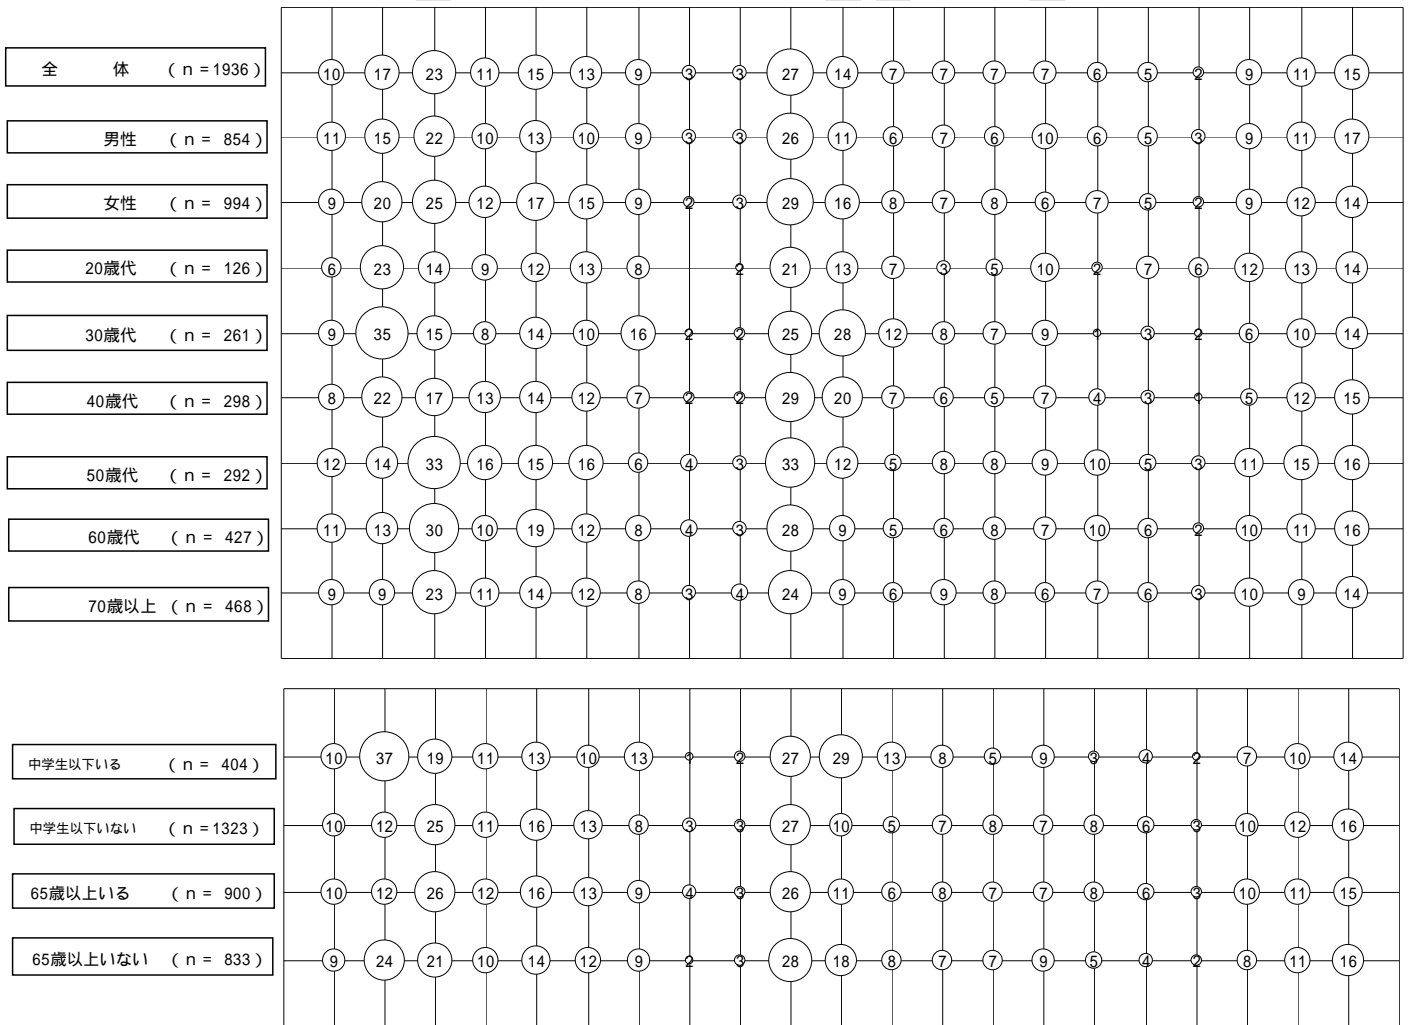 全 体 (n=1936) 10 17 23 11 15 13 9 3 3 27 14 7 7 7 7 6 5 2 9 11 15
男性 (n= 854) 11 15 22 10 13 10 9 3 3 26 11 6 7 6 10 6 5 3 9 11 17
女性 (n= 994) 9 20 25 12 17 15 9 2 3 29 16 8 7 8 6 7 5 2 9 12 14
20歳代 (n= 126) 6 23 14 9 12 13 8 2 21 13 7 3 5 10 2 7 6 12 13 14
30歳代 (n= 261) 9 35 15 8 14 10 16 2 2 25 28 12 8 7 9 1 3 2 6 10 14
40歳代 (n= 298) 8 22 17 13 14 12 7 2 2 29 20 7 6 5 7 4 3 1 5 12 15
50歳代 (n= 292) 12 14 33 16 15 16 6 4 3 33 12 5 8 8 9 10 5 3 11 15 16
60歳代 (n= 427) 11 13 30 10 19 12 8 4 3 28 9 5 6 8 7 10 6 2 10 11 16
70歳以上 (n= 468) 9 9 23 11 14 12 8 3 4 24 9 6 9 8 6 7 6 3 10 9 14
中学生以下いる (n= 404) 10 37 19 11 13 10 13 1 2 27 29 13 8 5 9 3 4 2 7 10 14
中学生以下いない (n=1323) 10 12 25 11 16 13 8 3 3 27 10 5 7 8 7 8 6 3 10 12 16
65歳以上いる (n= 900) 10 12 26 12 16 13 9 4 3 26 11 6 8 7 7 8 6 3 10 11 15
65歳以上いない (n= 833) 9 24 21 10 14 12 9 2 3 28 18 8 7 7 9 5 4 2 8 11 16